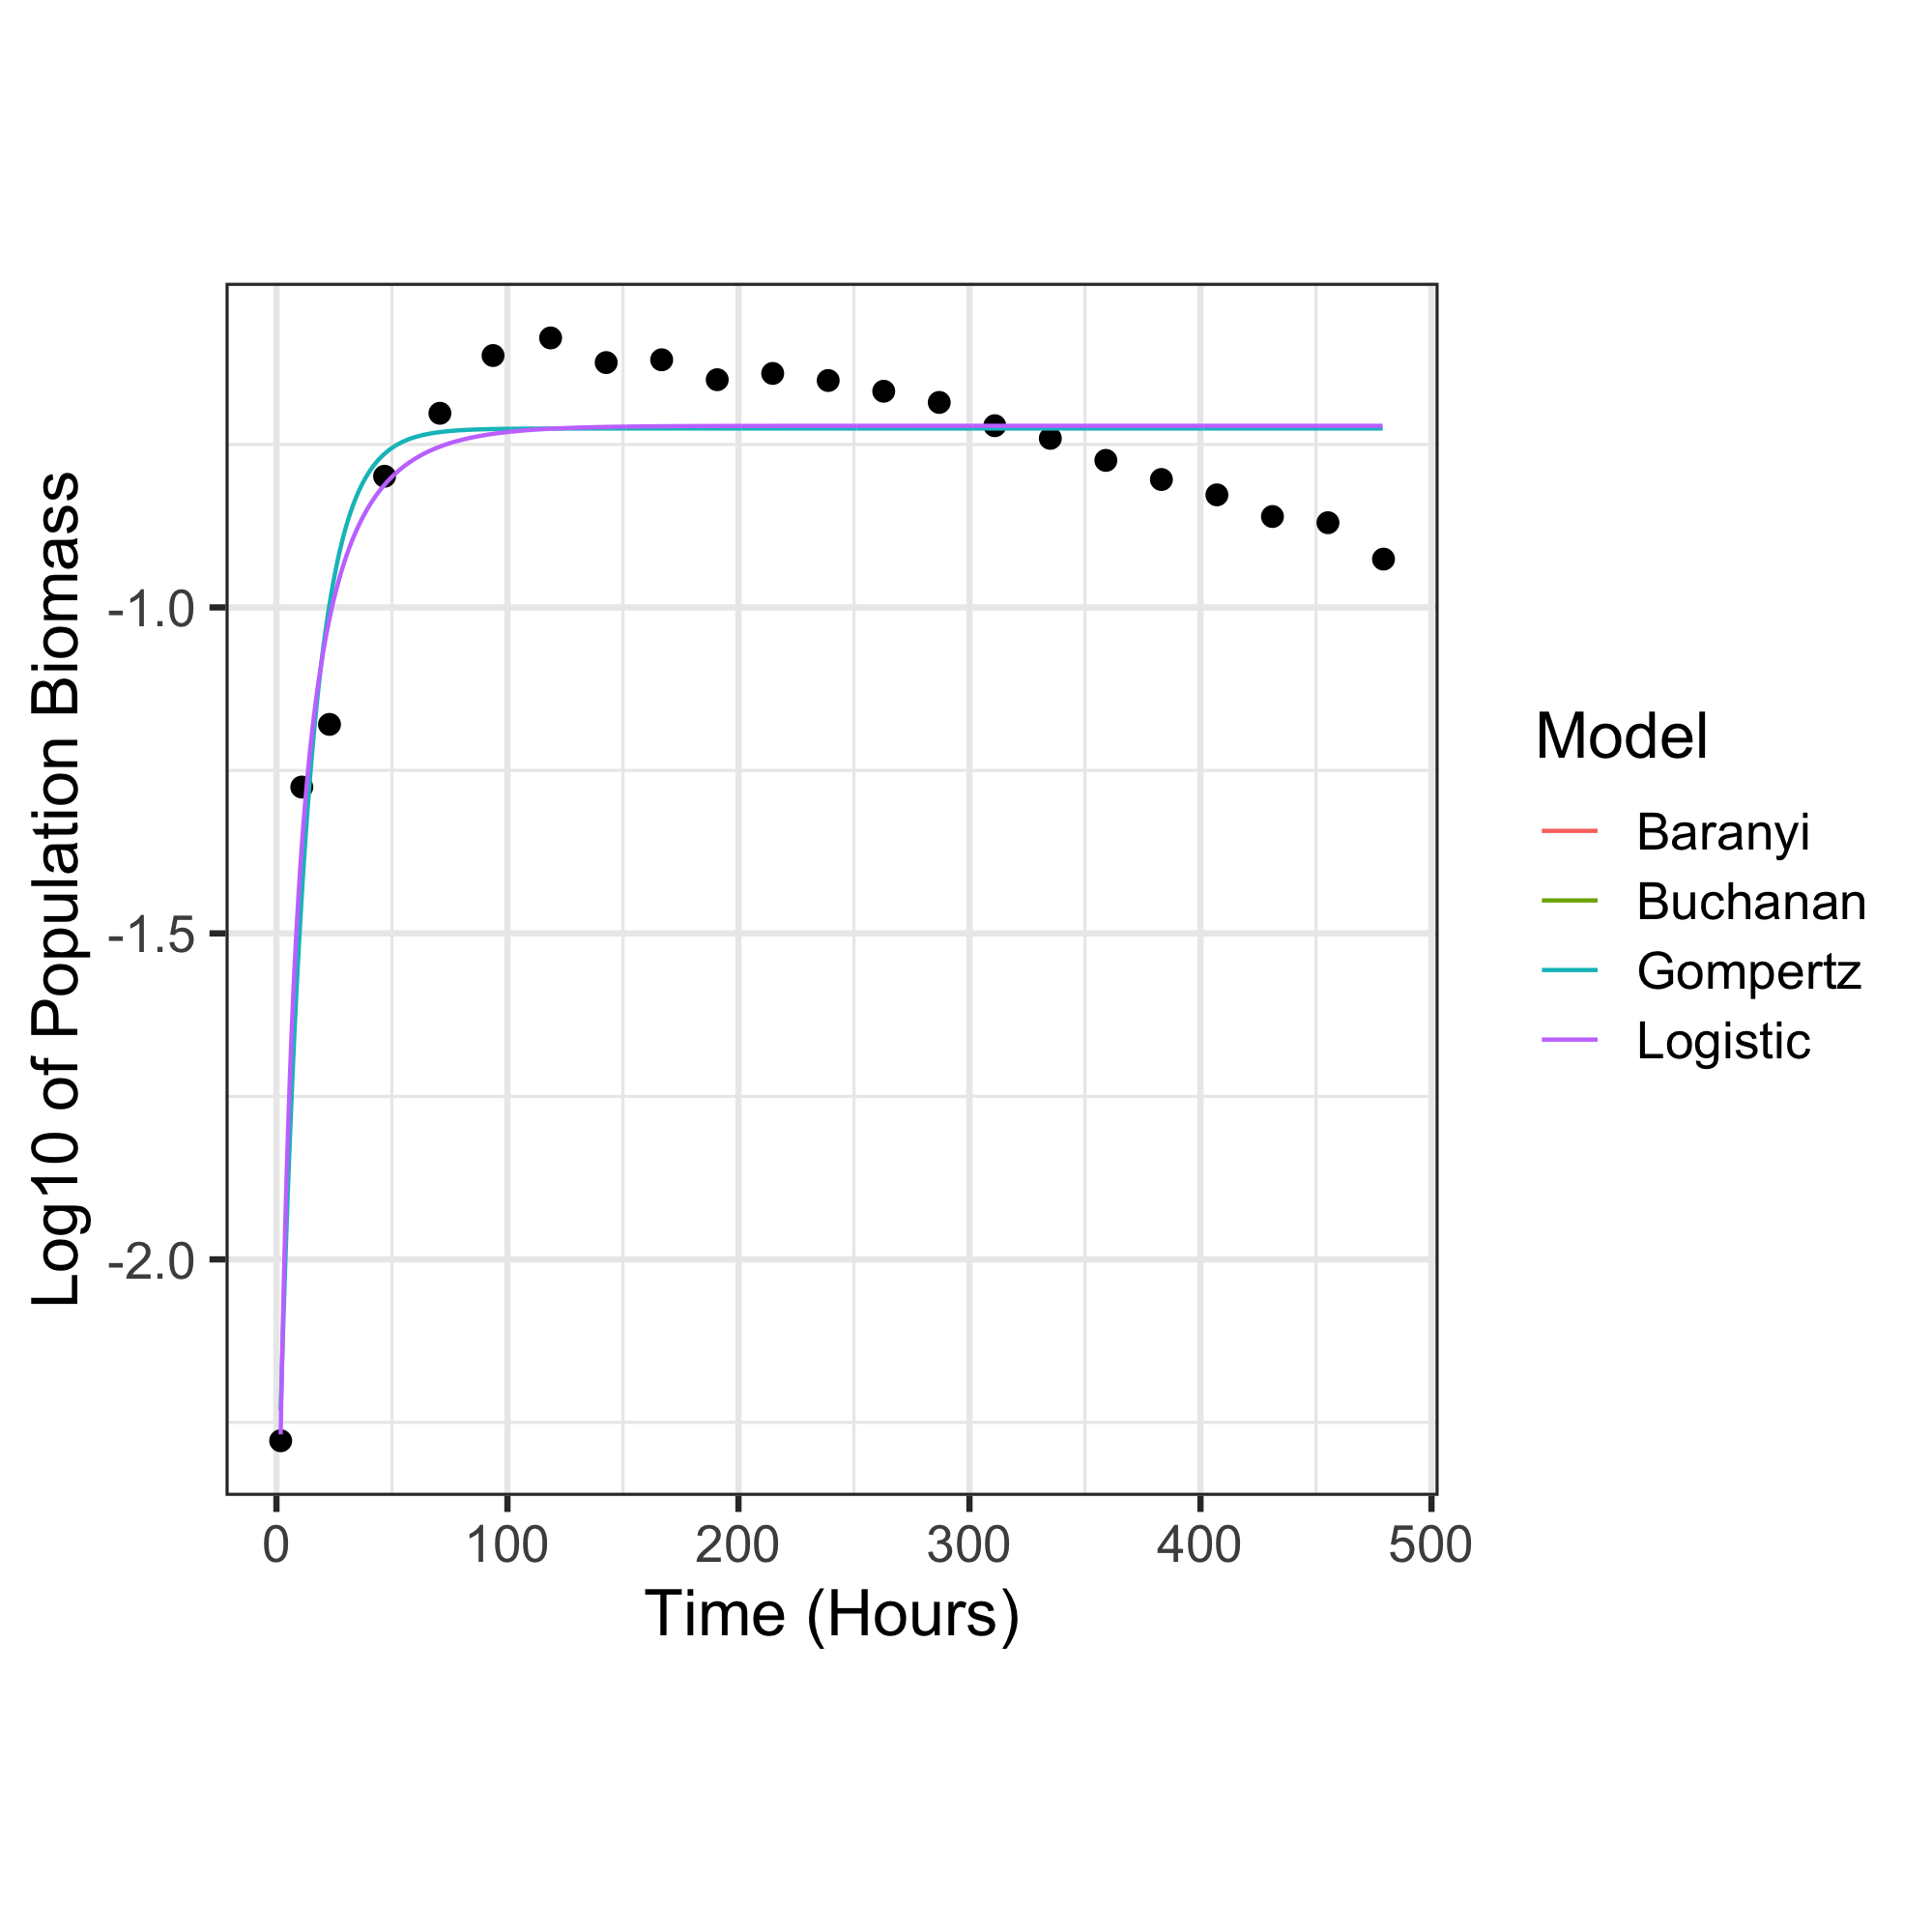 Log10 of Population Biomass
-1.0
-1.5
-2.0
0 100 200 300 400 500
Time (Hours)
Model
Baranyi
Buchanan
Gompertz
Logistic